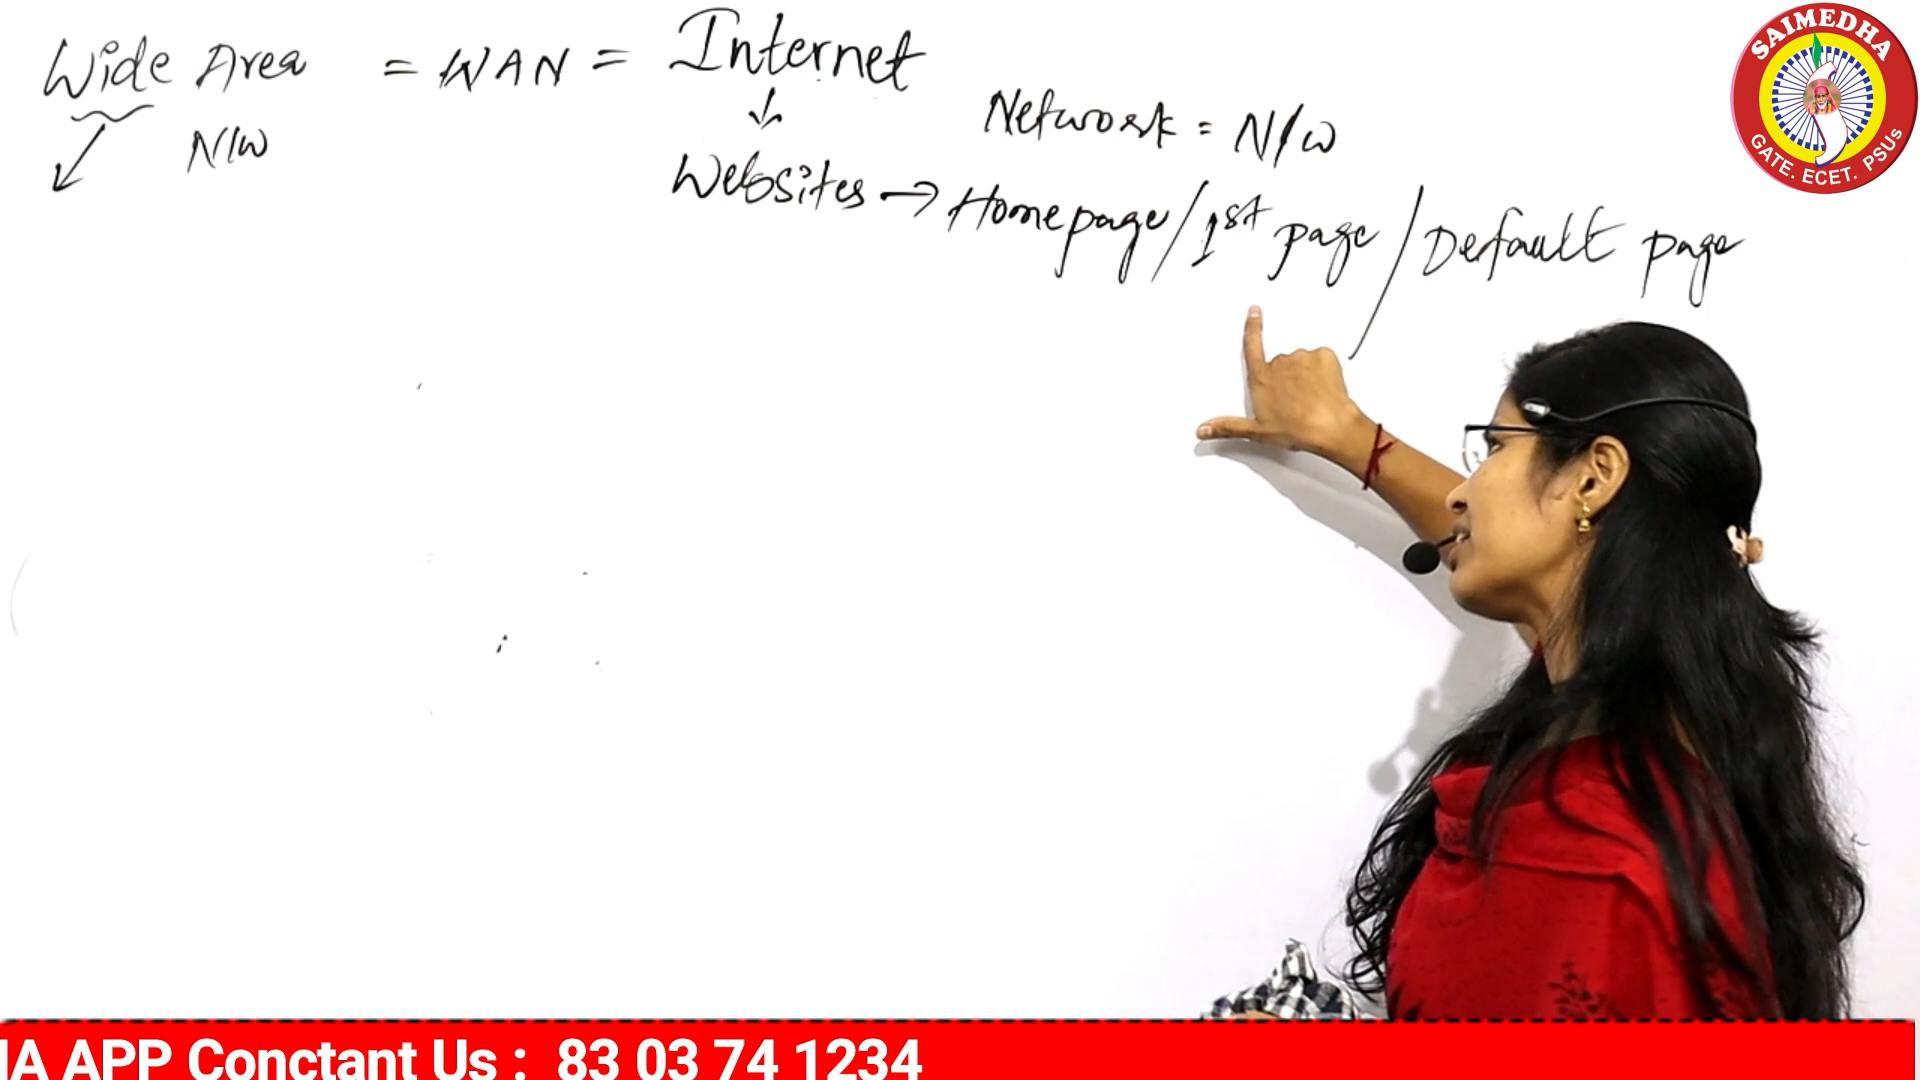 Wide Area = WAN = Internet
N/W
Network = N/W
Websites → Homepage/1st page/Default page
SAIMEDHA
GATE. ECET. PSUs
IA APP Conctant Us : 83 03 74 1234